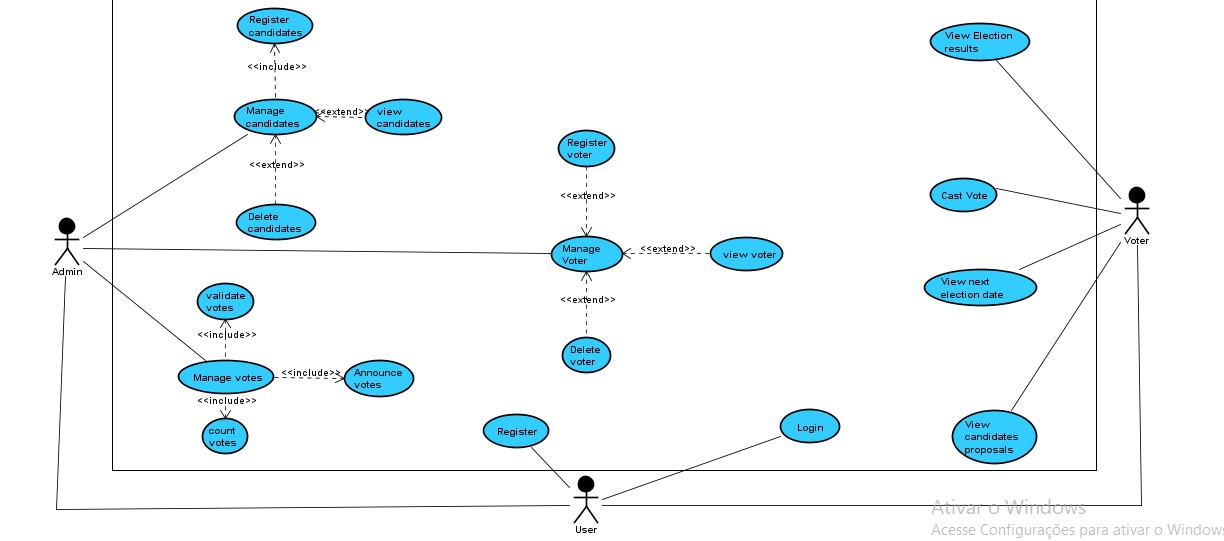 Register
candidates
<<include>>
Manage
candidates
<<extend>>
view
candidates
<<extend>>
Delete
candidates
Admin
validate
votes
<<include>>
Manage votes
<<include>>
Announce
votes
<<include>>
count
votes
Register
voter
<<extend>>
Manage
Voter
<<extend>>
view voter
<<extend>>
Delete
voter
Register
Login
User
View Election
results
Cast Vote
Voter
View next
election date
View
candidates
proposals
Ativar o Windows
Acesse Configurações para ativar o Windows